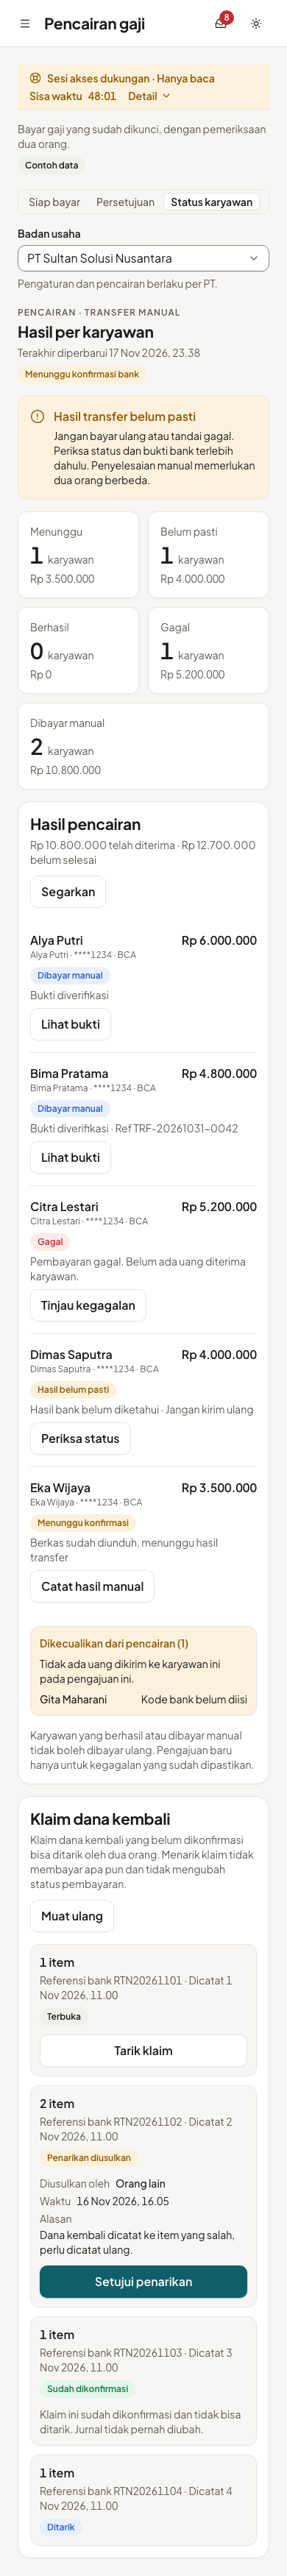 Pencairan gaji
8
Sesi akses dukungan · Hanya baca
Sisa waktu 48:01 Detail
Bayar gaji yang sudah dikunci, dengan pemeriksaan
dua orang.
Contoh data
Siap bayar Persetujuan Status karyawan
Badan usaha
PT Sultan Solusi Nusantara
Pengaturan dan pencairan berlaku per PT.
PENCAIRAN · TRANSFER MANUAL
Hasil per karyawan
Terakhir diperbarui 17 Nov 2026, 23.38
Menunggu konfirmasi bank
Hasil transfer belum pasti
Jangan bayar ulang atau tandai gagal.
Periksa status dan bukti bank terlebih
dahulu. Penyelesaian manual memerlukan
dua orang berbeda.
Menunggu
1 karyawan
Rp 3.500.000
Belum pasti
1 karyawan
Rp 4.000.000
Berhasil
0 karyawan
Rp 0
Gagal
1 karyawan
Rp 5.200.000
Dibayar manual
2 karyawan
Rp 10.800.000
Hasil pencairan
Rp 10.800.000 telah diterima · Rp 12.700.000
belum selesai
Segarkan
Alya Putri Rp 6.000.000
Alya Putri · ****1234 · BCA
Dibayar manual
Bukti diverifikasi
Lihat bukti
Bima Pratama Rp 4.800.000
Bima Pratama · ****1234 · BCA
Dibayar manual
Bukti diverifikasi · Ref TRF-20261031-0042
Lihat bukti
Citra Lestari Rp 5.200.000
Citra Lestari · ****1234 · BCA
Gagal
Pembayaran gagal. Belum ada uang diterima
karyawan.
Tinjau kegagalan
Dimas Saputra Rp 4.000.000
Dimas Saputra · ****1234 · BCA
Hasil belum pasti
Hasil bank belum diketahui · Jangan kirim ulang
Periksa status
Eka Wijaya Rp 3.500.000
Eka Wijaya · ****1234 · BCA
Menunggu konfirmasi
Berkas sudah diunduh, menunggu hasil
transfer
Catat hasil manual
Dikecualikan dari pencairan (1)
Tidak ada uang dikirim ke karyawan ini
pada pengajuan ini.
Gita Maharani Kode bank belum diisi
Karyawan yang berhasil atau dibayar manual
tidak boleh dibayar ulang. Pengajuan baru
hanya untuk kegagalan yang sudah dipastikan.
Klaim dana kembali
Klaim dana kembali yang belum dikonfirmasi
bisa ditarik oleh dua orang. Menarik klaim tidak
membayar apa pun dan tidak mengubah
status pembayaran.
Muat ulang
1 item
Referensi bank RTN20261101 · Dicatat 1
Nov 2026, 11.00
Terbuka
Tarik klaim
2 item
Referensi bank RTN20261102 · Dicatat 2
Nov 2026, 11.00
Penarikan diusulkan
Diusulkan oleh Orang lain
Waktu 16 Nov 2026, 16.05
Alasan
Dana kembali dicatat ke item yang salah,
perlu dicatat ulang.
Setujui penarikan
1 item
Referensi bank RTN20261103 · Dicatat 3
Nov 2026, 11.00
Sudah dikonfirmasi
Klaim ini sudah dikonfirmasi dan tidak bisa
ditarik. Jurnal tidak pernah diubah.
1 item
Referensi bank RTN20261104 · Dicatat 4
Nov 2026, 11.00
Ditarik